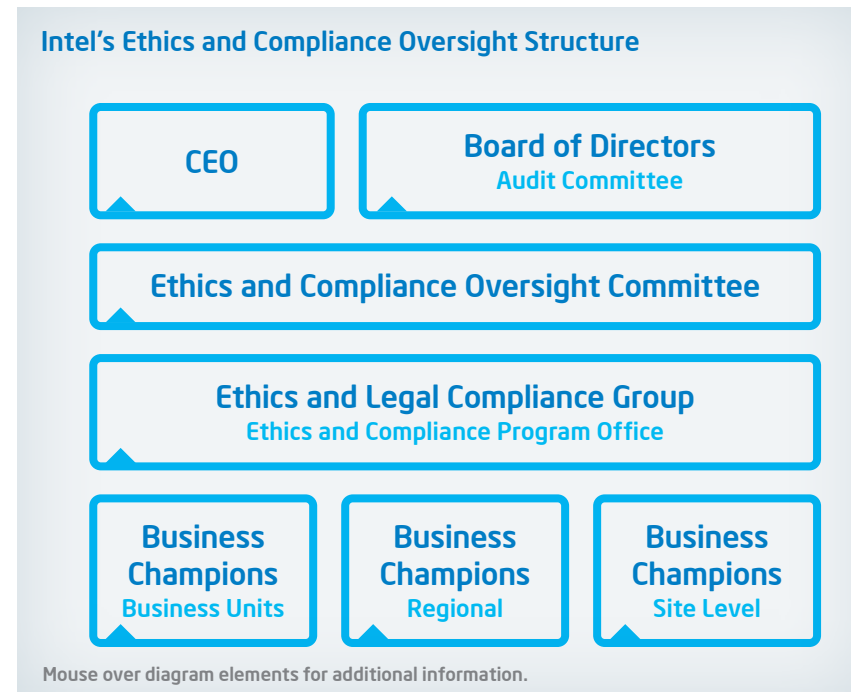 Intel's Ethics and Compliance Oversight Structure
CEO
Board of Directors
Audit Committee
Ethics and Compliance Oversight Committee
Ethics and Legal Compliance Group
Ethics and Compliance Program Office
Business
Champions
Business Units
Business
Champions
Regional
Business
Champions
Site Level
Mouse over diagram elements for additional information.